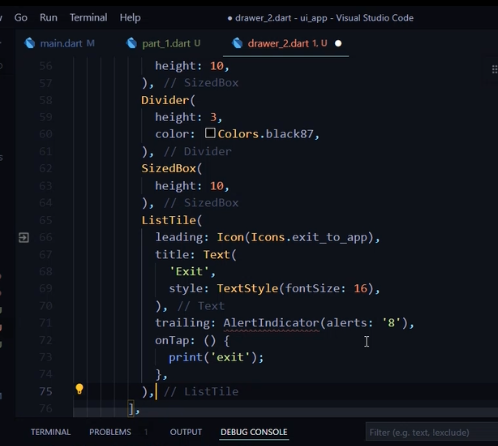 Go Run Terminal Help ● drawer_2.dart - ui_app - Visual Studio Code
main.dart M part_1.dart U drawer_2.dart 1, U ●
56 height: 10,
57 ), // SizedBox
58 Divider(
59 height: 3,
60 color: Colors.black87,
61 ), // Divider
62 SizedBox(
63 height: 10,
64 ), // SizedBox
65 ListTile(
66 leading: Icon(Icons.exit_to_app),
67 title: Text(
68 'Exit',
69 style: TextStyle(fontSize: 16),
70 ), // Text
71 trailing: AlertIndicator(alerts: '8'),
72 onTap: () {
73 print('exit');
74 },
75 ), // ListTile
76 ],
TERMINAL PROBLEMS 1 OUTPUT DEBUG CONSOLE Filter (e.g. text, !exclude)